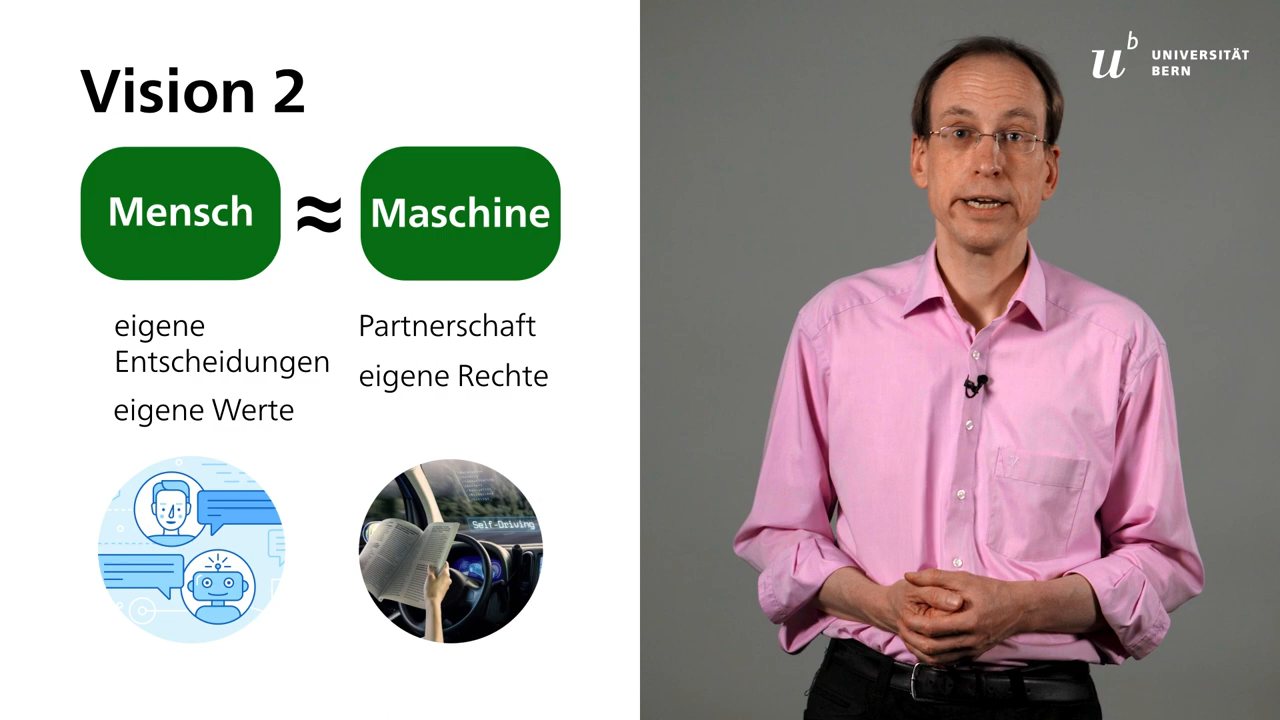 Vision 2
Mensch ≈ Maschine
eigene
Entscheidungen
eigene Werte
Partnerschaft
eigene Rechte
Self-Driving
u^b
UNIVERSITÄT
BERN